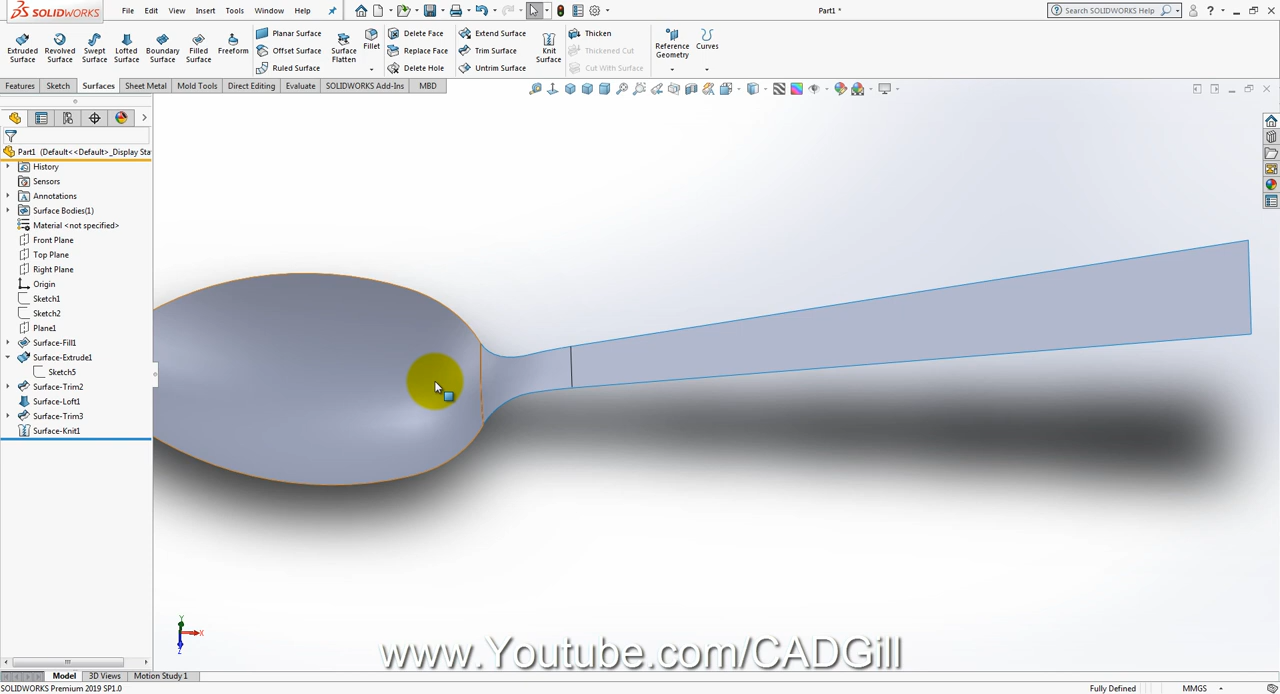 SOLIDWORKS File Edit View Insert Tools Window Help Part1 * Search SOLIDWORKS Help
Extruded Surface Revolved Surface Swept Surface Lofted Surface Boundary Surface Filled Surface Freeform Planar Surface Offset Surface Ruled Surface Surface Flatten Fillet Delete Face Replace Face Delete Hole Extend Surface Trim Surface Untrim Surface Knit Surface Thicken Thickened Cut Cut With Surface Reference Geometry Curves
Features Sketch Surfaces Sheet Metal Mold Tools Direct Editing Evaluate SOLIDWORKS Add-Ins MBD
Part1 (Default<<Default>_Display Sta
History
Sensors
Annotations
Surface Bodies(1)
Material <not specified>
Front Plane
Top Plane
Right Plane
Origin
Sketch1
Sketch2
Plane1
Surface-Fill1
Surface-Extrude1
Sketch5
Surface-Trim2
Surface-Loft1
Surface-Trim3
Surface-Knit1
Y
X
Z
www.Youtube.com/CADGill
Model 3D Views Motion Study 1
SOLIDWORKS Premium 2019 SP1.0 Fully Defined MMGS